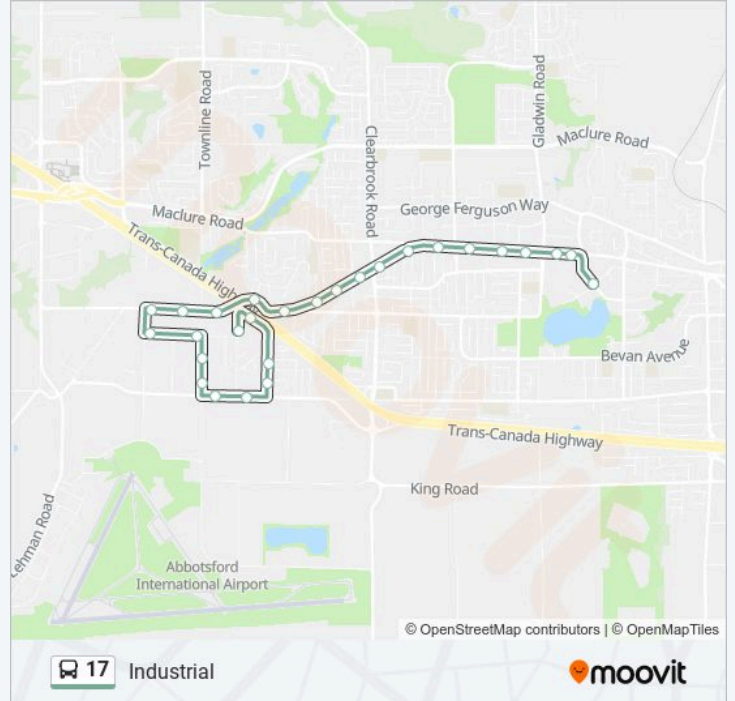 Townline Road
Clearbrook Road
Gladwin Road
Maclure Road
George Ferguson Way
Maclure Road
Trans-Canada High
Bevan Avenue
Trans-Canada Highway
King Road
Lehman Road
Abbotsford
International Airport
© OpenStreetMap contributors | © OpenMapTiles
17 Industrial
moovit